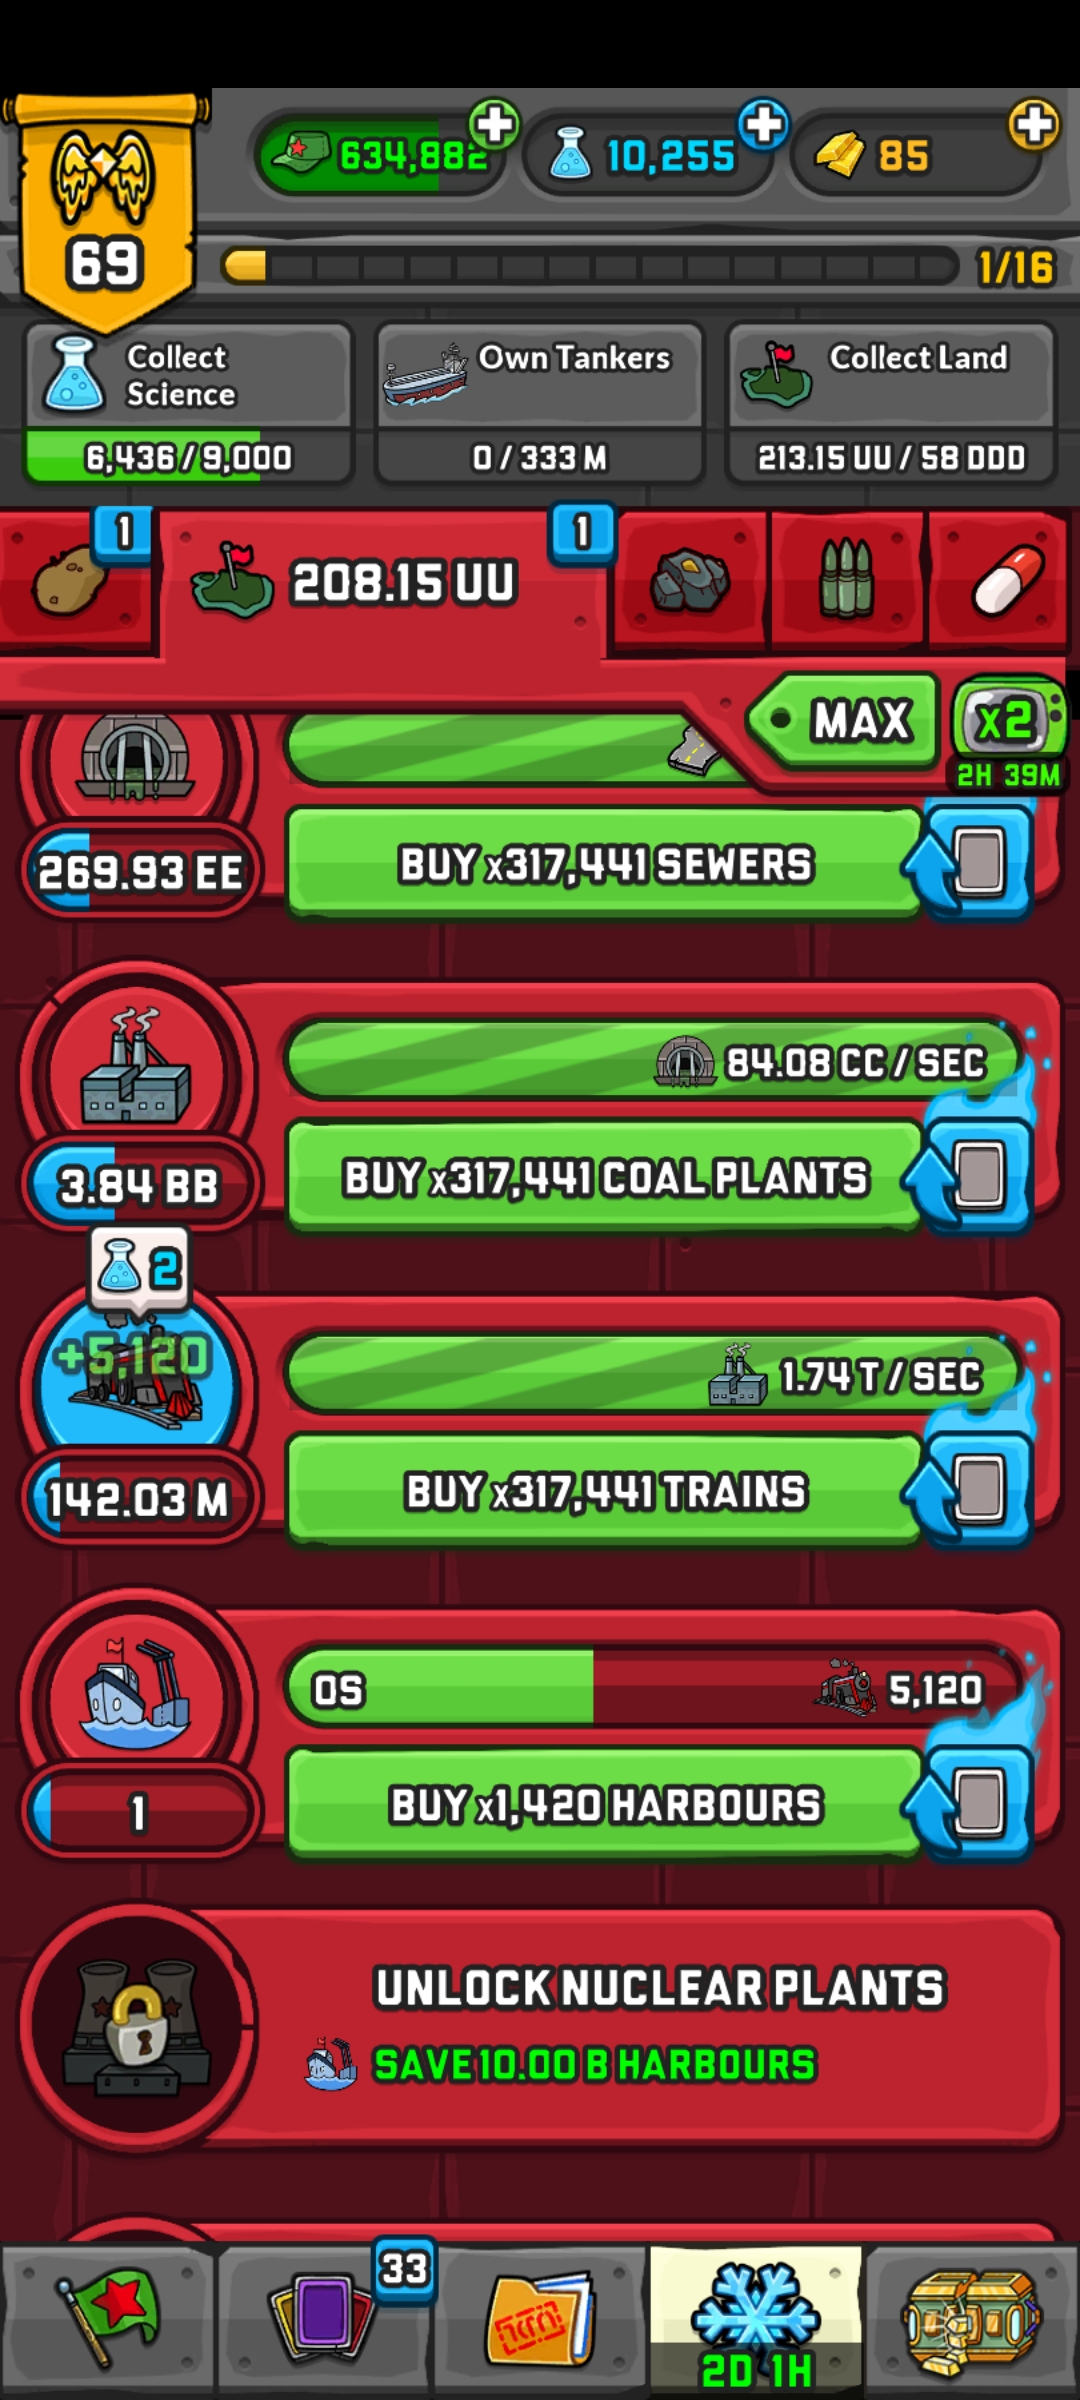 634,882
10,255
85
69
1/16
Collect
Science
6,436/9,000
Own Tankers
0/333 M
Collect Land
213.15 UU/58 DDD
1
208.15 UU
1
MAX
x2
2H 39M
269.93 EE
BUY x317,441 SEWERS
84.08 CC/SEC
3.84 BB
BUY x317,441 COAL PLANTS
2
+5,120
1.74 T/SEC
142.03 M
BUY x317,441 TRAINS
0S
5,120
1
BUY x1,420 HARBOURS
UNLOCK NUCLEAR PLANTS
SAVE 10.00 B HARBOURS
33
2D 1H